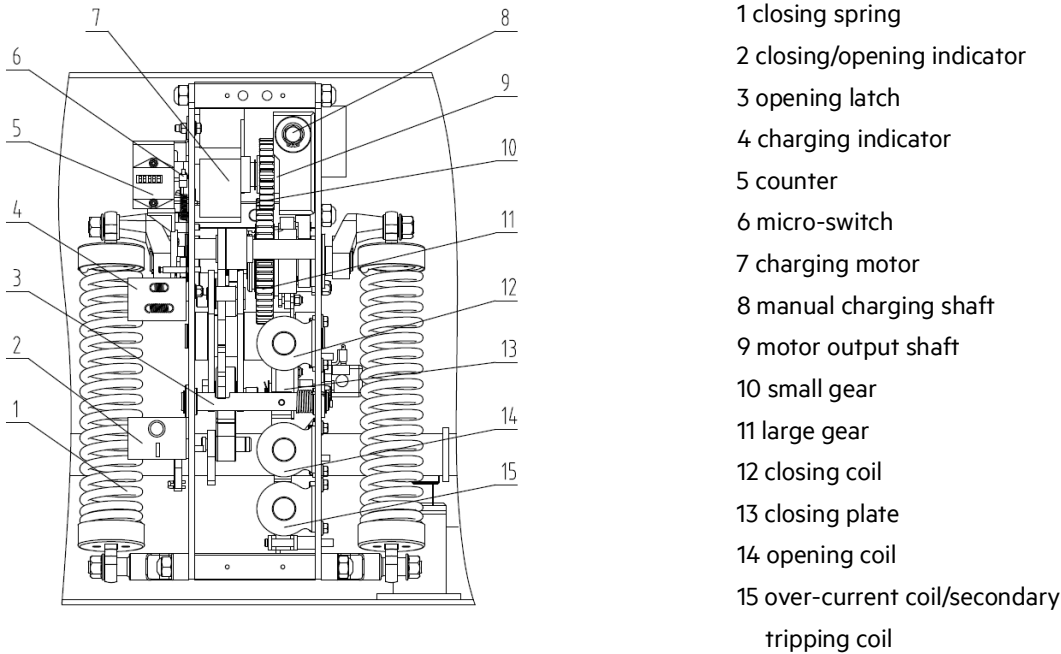 7
8
6
9
5
10
4
11
3
12
2
13
1
14
15
1 closing spring
2 closing/opening indicator
3 opening latch
4 charging indicator
5 counter
6 micro-switch
7 charging motor
8 manual charging shaft
9 motor output shaft
10 small gear
11 large gear
12 closing coil
13 closing plate
14 opening coil
15 over-current coil/secondary
tripping coil